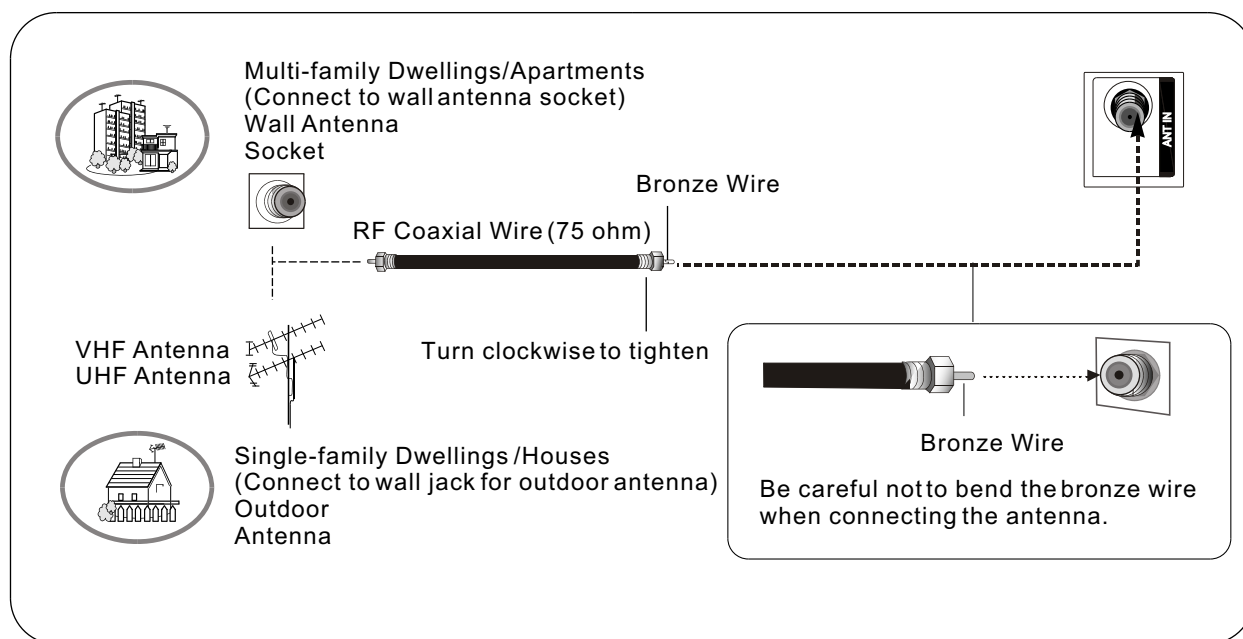 Multi-family Dwellings/Apartments
(Connect to wall antenna socket)
Wall Antenna
Socket
ANT IN
Bronze Wire
RF Coaxial Wire (75 ohm)
VHF Antenna
UHF Antenna
Turn clockwise to tighten
Single-family Dwellings /Houses
(Connect to wall jack for outdoor antenna)
Outdoor
Antenna
Bronze Wire
Be careful not to bend the bronze wire
when connecting the antenna.